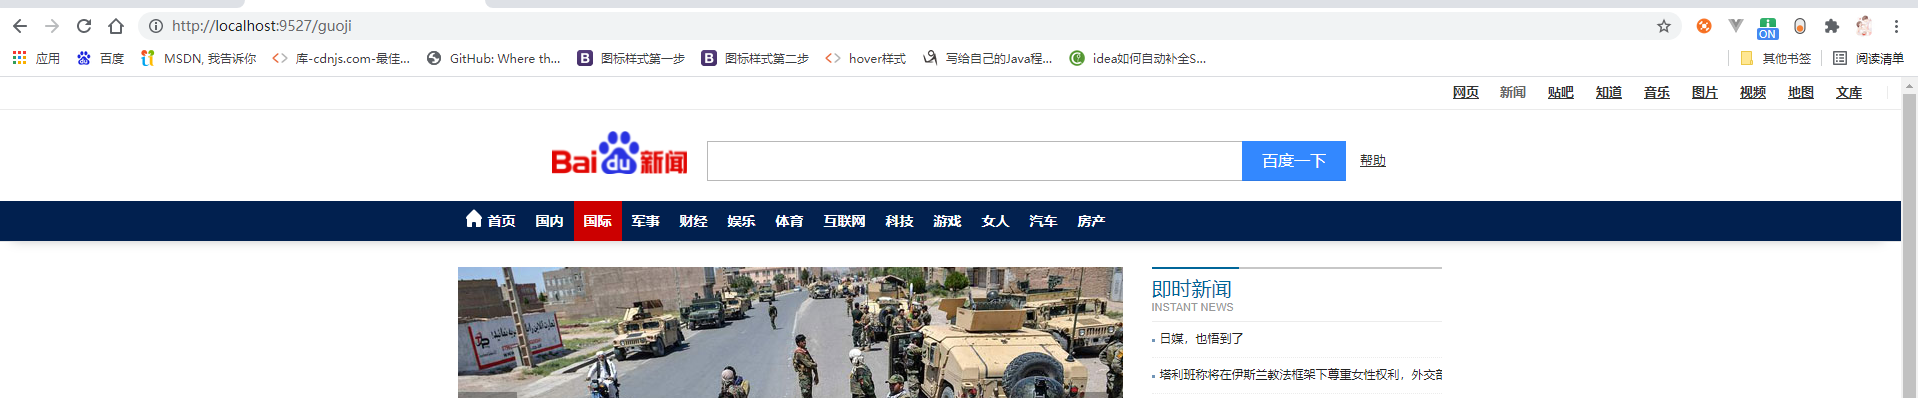 http://localhost:9527/guoji
ON
应用 百度 MSDN, 我告诉你 库-cdnjs.com-最佳... GitHub: Where th... 图标样式第一步 图标样式第二步 hover样式 写给自己的Java程... idea如何自动补全S... 其他书签 阅读清单
网页 新闻 贴吧 知道 音乐 图片 视频 地图 文库
Baidu新闻 百度一下 帮助
首页 国内 国际 军事 财经 娱乐 体育 互联网 科技 游戏 女人 汽车 房产
即时新闻
INSTANT NEWS
日媒，也悟到了
塔利班称将在伊斯兰教法框架下尊重女性权利，外交部